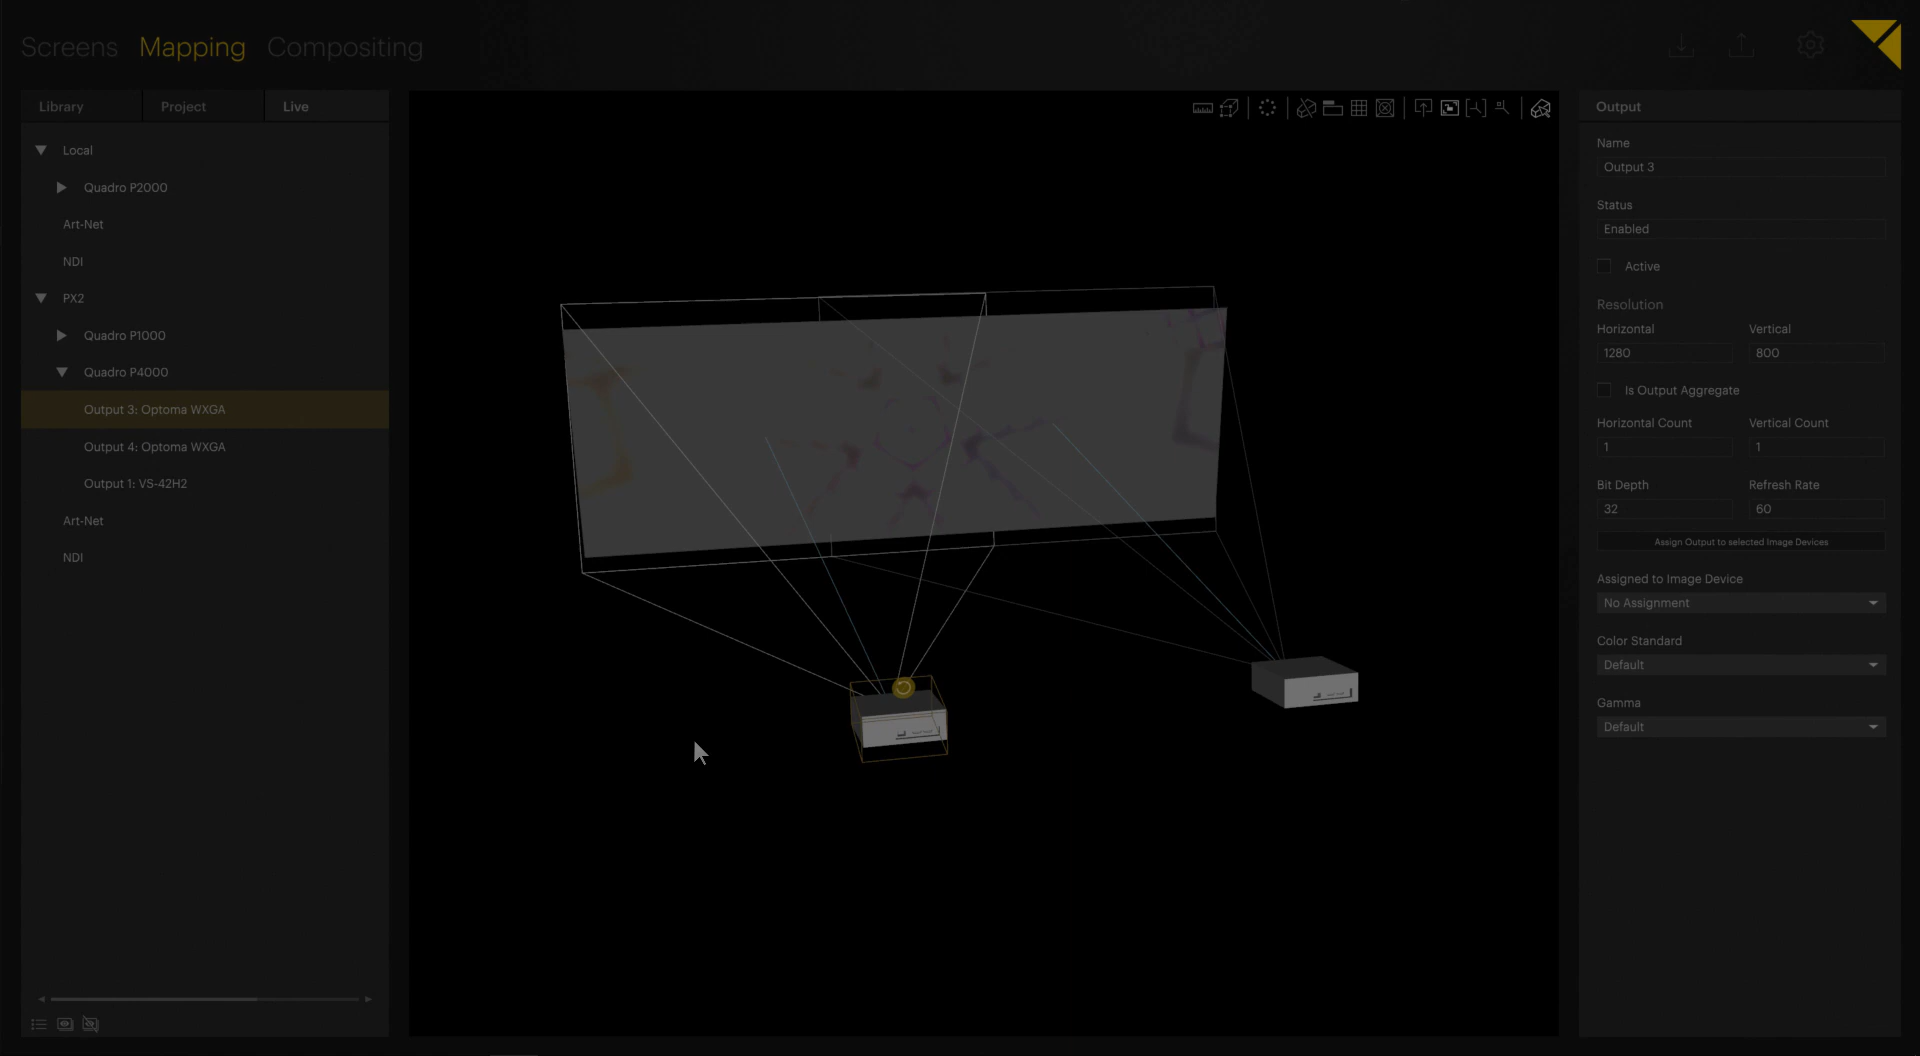 Screens Mapping Compositing
Library Project Live
Local
Quadro P2000
Art-Net
NDI
PX2
Quadro P1000
Quadro P4000
Output 3: Optoma WXGA
Output 4: Optoma WXGA
Output 1: VS-42H2
Art-Net
NDI
Output
Name
Output 3
Status
Enabled
Active
Resolution
Horizontal Vertical
1280 800
Is Output Aggregate
Horizontal Count Vertical Count
1 1
Bit Depth Refresh Rate
32 60
Assign Output to selected Image Devices
Assigned to Image Device
No Assignment
Color Standard
Default
Gamma
Default